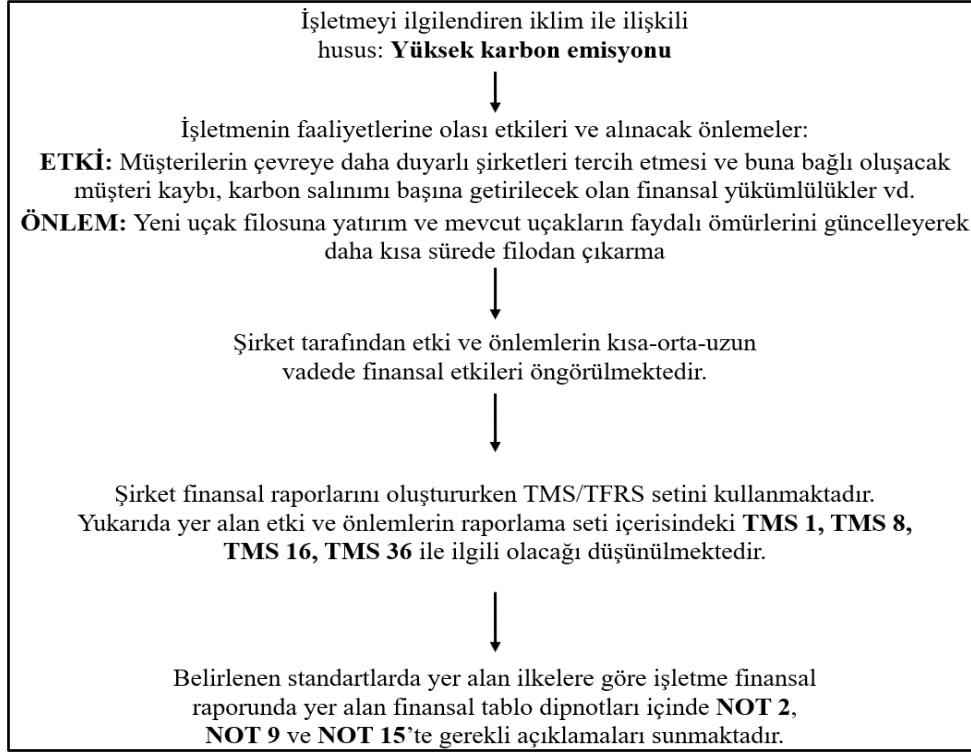 İşletmeyi ilgilendiren iklim ile ilişkili
husus: Yüksek karbon emisyonu
İşletmenin faaliyetlerine olası etkileri ve alınacak önlemeler:
ETKİ: Müşterilerin çevreye daha duyarlı şirketleri tercih etmesi ve buna bağlı oluşacak
müşteri kaybı, karbon salınımı başına getirilecek olan finansal yükümlülükler vd.
ÖNLEM: Yeni uçak filosuna yatırım ve mevcut uçakların faydalı ömürlerini güncelleyerek
daha kısa sürede filodan çıkarma
Şirket tarafından etki ve önlemlerin kısa-orta-uzun
vadede finansal etkileri öngörülmektedir.
Şirket finansal raporlarını oluştururken TMS/TFRS setini kullanmaktadır.
Yukarıda yer alan etki ve önlemlerin raporlama seti içerisindeki TMS 1, TMS 8,
TMS 16, TMS 36 ile ilgili olacağı düşünülmektedir.
Belirlenen standartlarda yer alan ilkelere göre işletme finansal
raporunda yer alan finansal tablo dipnotları içinde NOT 2,
NOT 9 ve NOT 15’te gerekli açıklamaları sunmaktadır.